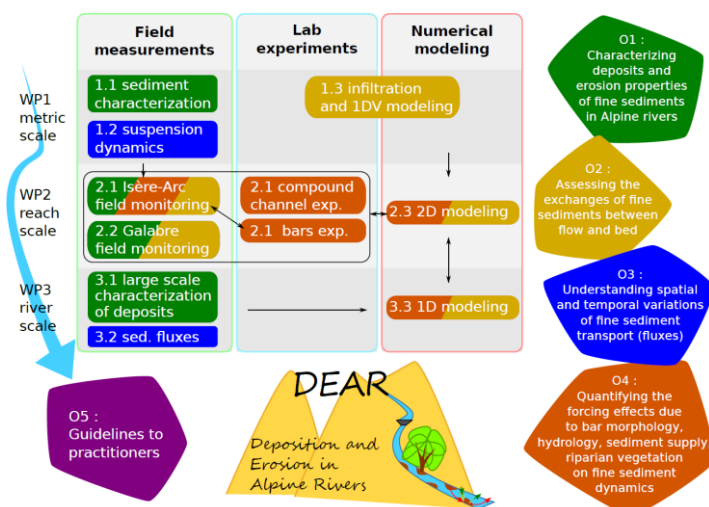 Field
measurements
Lab
experiments
Numerical
modeling
WP1
metric
scale
1.1 sediment
characterization
1.2 suspension
dynamics
1.3 infiltration
and 1DV modeling
WP2
reach
scale
2.1 Isère-Arc
field monitoring
2.2 Galabre
field monitoring
2.1 compound
channel exp.
2.1 bars exp.
2.3 2D modeling
WP3
river
scale
3.1 large scale
characterization
of deposits
3.2 sed. fluxes
3.3 1D modeling
O1 :
Characterizing
deposits and
erosion properties
of fine sediments
in Alpine rivers
O2 :
Assessing the
exchanges of fine
sediments between
flow and bed
O3 :
Understanding spatial
and temporal variations
of fine sediment
transport (fluxes)
O4 :
Quantifying the
forcing effects due
to bar morphology,
hydrology, sediment supply
riparian vegetation
on fine sediment
dynamics
O5 :
Guidelines to
practitioners
DEAR
Deposition and
Erosion in
Alpine Rivers